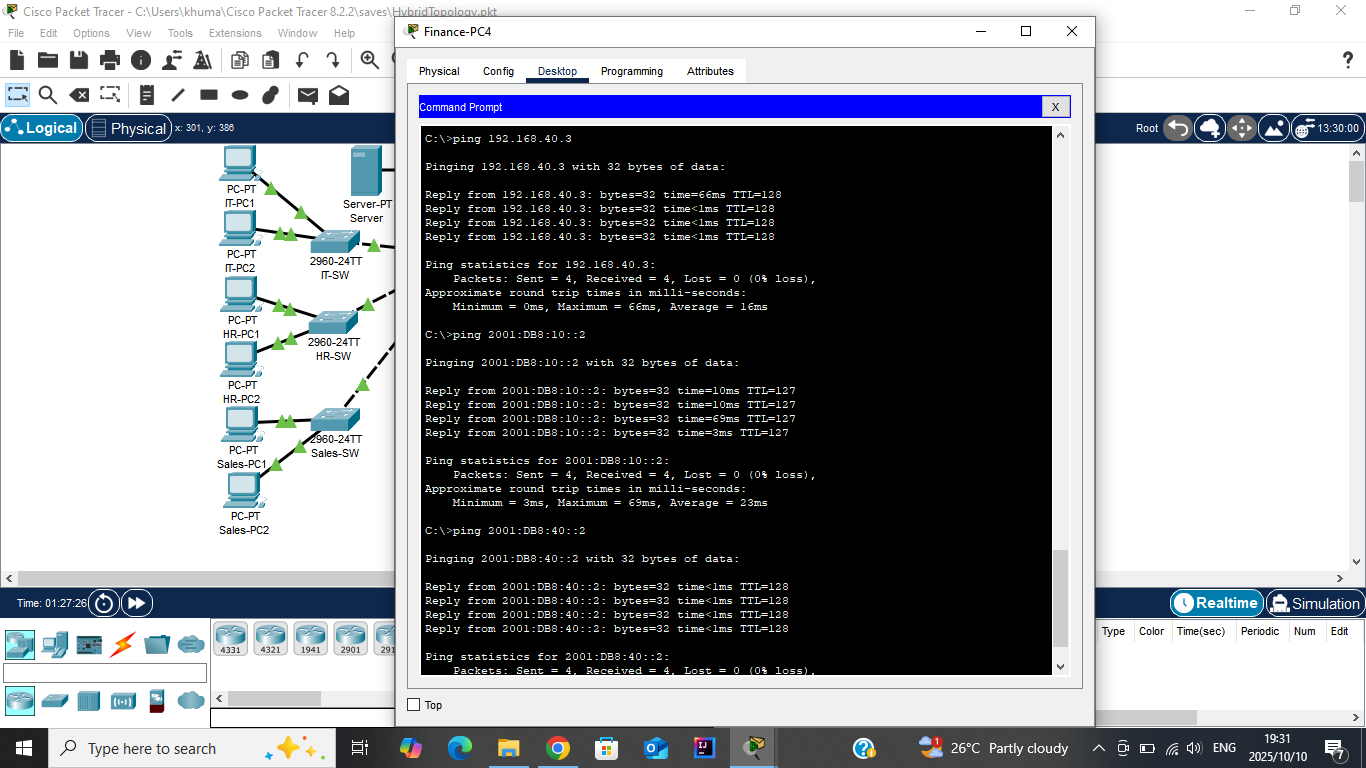 Cisco Packet Tracer - C:\Users\khuma\Cisco Packet Tracer 8.2.2\saves\HybridTopology.pkt
File Edit Options View Tools Extensions Window Help
Logical Physical x: 301, y: 386
Root 13:30:00
PC-PT
IT-PC1
Server-PT
Server
PC-PT
IT-PC2
2960-24TT
IT-SW
PC-PT
HR-PC1
2960-24TT
HR-SW
PC-PT
HR-PC2
2960-24TT
Sales-SW
PC-PT
Sales-PC1
PC-PT
Sales-PC2
Finance-PC4
Physical Config Desktop Programming Attributes
Command Prompt X
C:\>ping 192.168.40.3
Pinging 192.168.40.3 with 32 bytes of data:
Reply from 192.168.40.3: bytes=32 time=66ms TTL=128
Reply from 192.168.40.3: bytes=32 time<1ms TTL=128
Reply from 192.168.40.3: bytes=32 time<1ms TTL=128
Reply from 192.168.40.3: bytes=32 time<1ms TTL=128
Ping statistics for 192.168.40.3:
Packets: Sent = 4, Received = 4, Lost = 0 (0% loss),
Approximate round trip times in milli-seconds:
Minimum = 0ms, Maximum = 66ms, Average = 16ms
C:\>ping 2001:DB8:10::2
Pinging 2001:DB8:10::2 with 32 bytes of data:
Reply from 2001:DB8:10::2: bytes=32 time=10ms TTL=127
Reply from 2001:DB8:10::2: bytes=32 time=10ms TTL=127
Reply from 2001:DB8:10::2: bytes=32 time=69ms TTL=127
Reply from 2001:DB8:10::2: bytes=32 time=3ms TTL=127
Ping statistics for 2001:DB8:10::2:
Packets: Sent = 4, Received = 4, Lost = 0 (0% loss),
Approximate round trip times in milli-seconds:
Minimum = 3ms, Maximum = 69ms, Average = 23ms
C:\>ping 2001:DB8:40::2
Pinging 2001:DB8:40::2 with 32 bytes of data:
Reply from 2001:DB8:40::2: bytes=32 time<1ms TTL=128
Reply from 2001:DB8:40::2: bytes=32 time<1ms TTL=128
Reply from 2001:DB8:40::2: bytes=32 time<1ms TTL=128
Reply from 2001:DB8:40::2: bytes=32 time<1ms TTL=128
Ping statistics for 2001:DB8:40::2:
Packets: Sent = 4, Received = 4, Lost = 0 (0% loss),
Top
Time: 01:27:26
Realtime Simulation
4331 4321 1941 2901 291
Type Color Time(sec) Periodic Num Edit
Type here to search
26°C Partly cloudy
ENG
19:31
2025/10/10
7